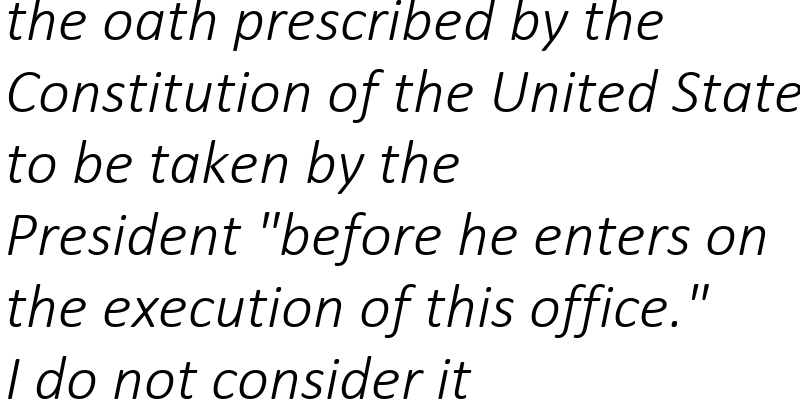 the oath prescribed by the
Constitution of the United State
to be taken by the
President "before he enters on
the execution of this office."
I do not consider it